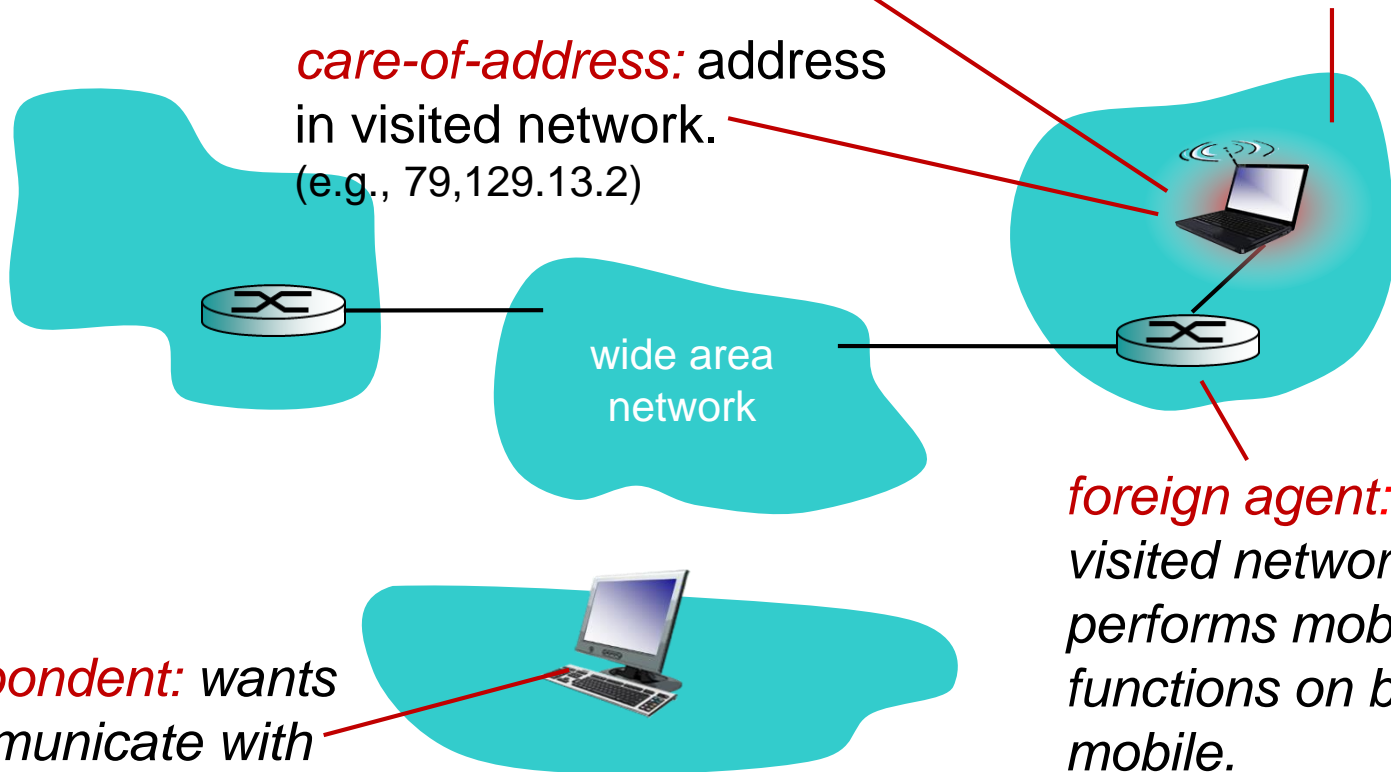 care-of-address: address
in visited network.
(e.g., 79,129.13.2)
wide area
network
foreign agent:
visited networ
performs mob
functions on b
mobile.
pondent: wants
municate with